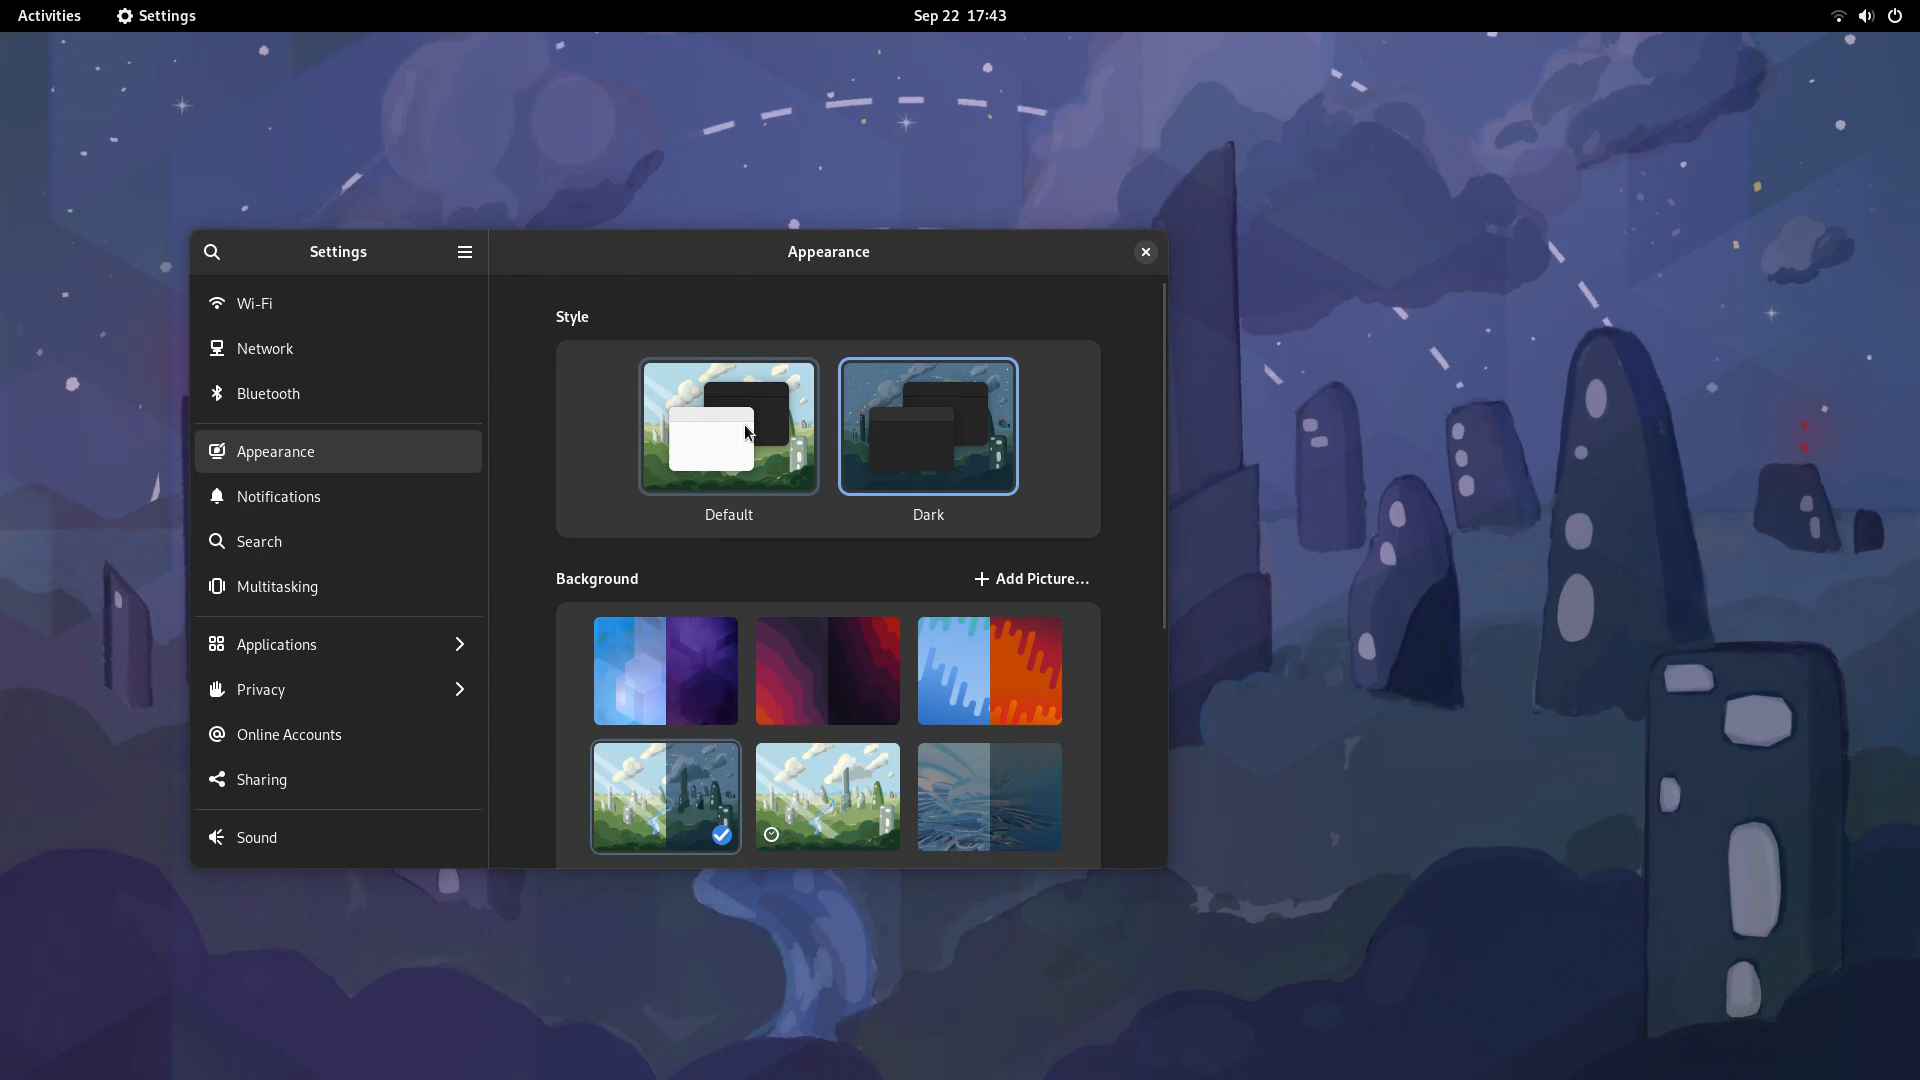 Activities
Settings
Sep 22 17:43
Settings
Appearance
Wi-Fi
Network
Bluetooth
Appearance
Notifications
Search
Multitasking
Applications
Privacy
Online Accounts
Sharing
Sound
Style
Default
Dark
Background
Add Picture...